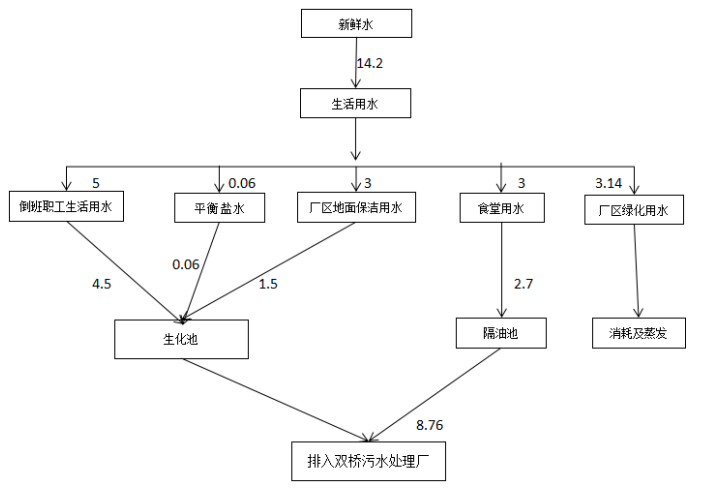 新鲜水
14.2
生活用水
5
0.06
3
3
3.14
倒班职工生活用水
平衡盐水
厂区地面保洁用水
食堂用水
厂区绿化用水
4.5
0.06
1.5
2.7
生化池
隔油池
消耗及蒸发
8.76
排入双桥污水处理厂